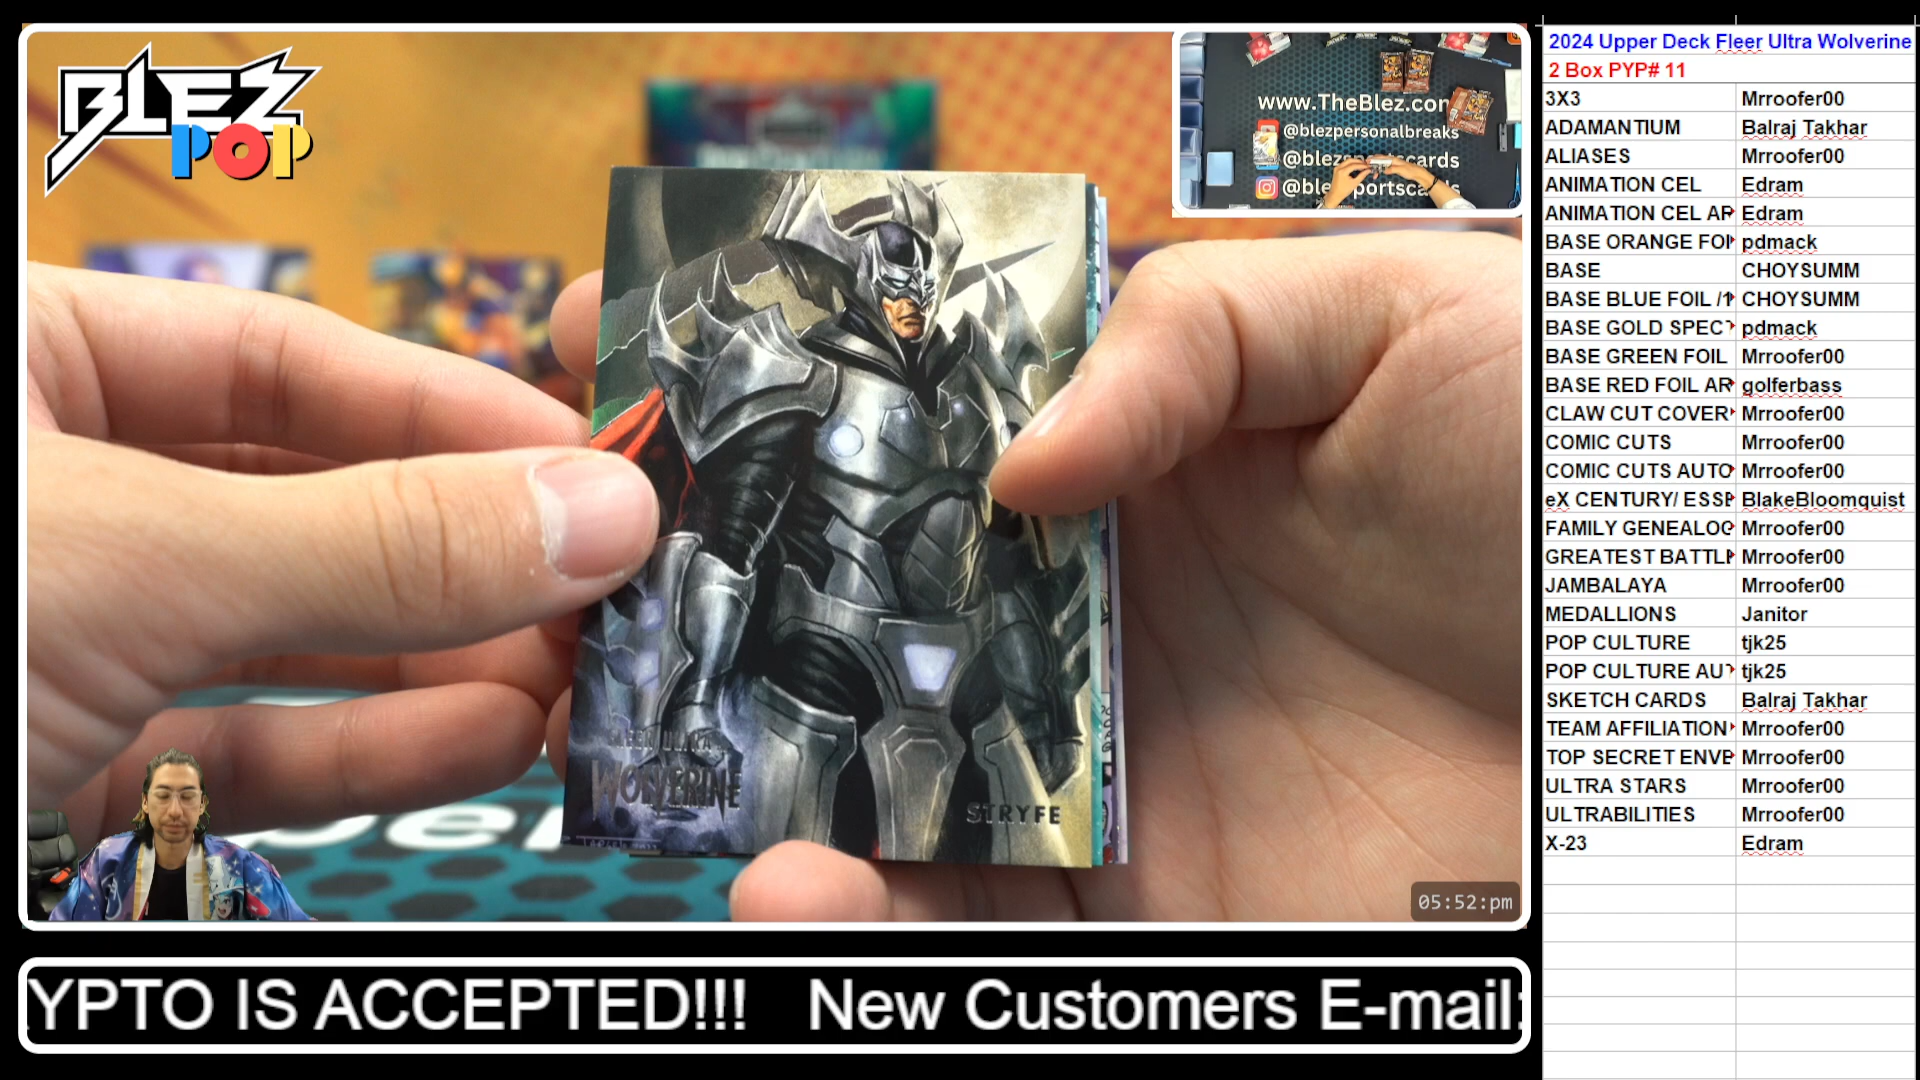 BLEZ
POP
www.TheBlez.com
@blezpersonalbreaks
FLEER ULTRA
WOLVERINE
STRYFE
05:52:pm
YPTO IS ACCEPTED!!! New Customers E-mail:
2024 Upper Deck Fleer Ultra Wolverine
2 Box PYP# 11
3X3 Mrroofer00
ADAMANTIUM Balraj Takhar
ALIASES Mrroofer00
ANIMATION CEL Edram
ANIMATION CEL AR Edram
BASE ORANGE FOI pdmack
BASE CHOYSUMM
BASE BLUE FOIL /1 CHOYSUMM
BASE GOLD SPECT pdmack
BASE GREEN FOIL Mrroofer00
BASE RED FOIL AR golferbass
CLAW CUT COVER Mrroofer00
COMIC CUTS Mrroofer00
COMIC CUTS AUTO Mrroofer00
eX CENTURY/ ESSE BlakeBloomquist
FAMILY GENEALOG Mrroofer00
GREATEST BATTLE Mrroofer00
JAMBALAYA Mrroofer00
MEDALLIONS Janitor
POP CULTURE tjk25
POP CULTURE AUT tjk25
SKETCH CARDS Balraj Takhar
TEAM AFFILIATION Mrroofer00
TOP SECRET ENVE Mrroofer00
ULTRA STARS Mrroofer00
ULTRABILITIES Mrroofer00
X-23 Edram